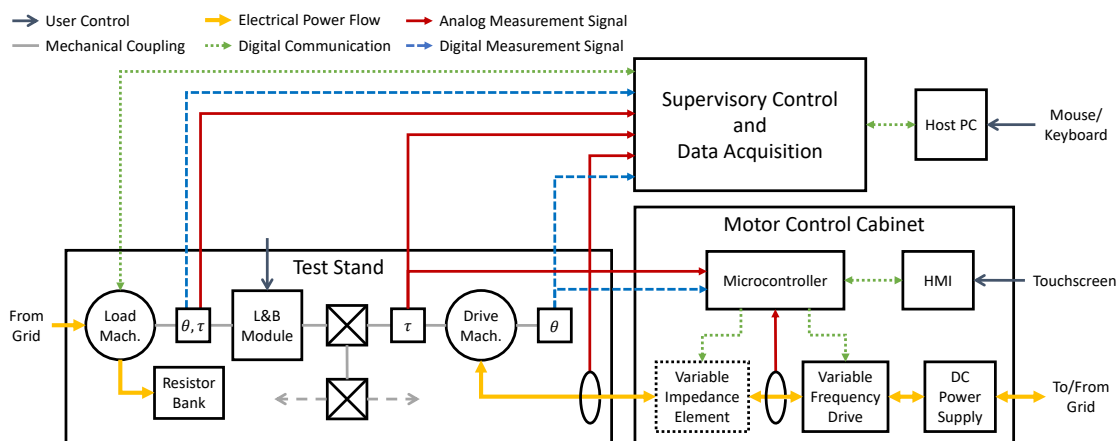 User Control
Electrical Power Flow
Analog Measurement Signal
Mechanical Coupling
Digital Communication
Digital Measurement Signal
Supervisory Control
and
Data Acquisition
Host PC
Mouse/
Keyboard
Motor Control Cabinet
Test Stand
Microcontroller
HMI
Touchscreen
From
Grid
Load
Mach.
θ, τ
L&B
Module
τ
Drive
Mach.
θ
Resistor
Bank
Variable
Impedance
Element
Variable
Frequency
Drive
DC
Power
Supply
To/From
Grid